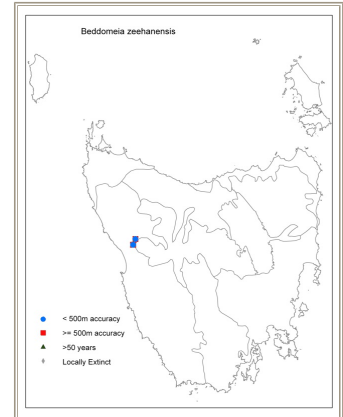 Beddomeia zeehanensis
< 500m accuracy
>= 500m accuracy
>50 years
Locally Extinct